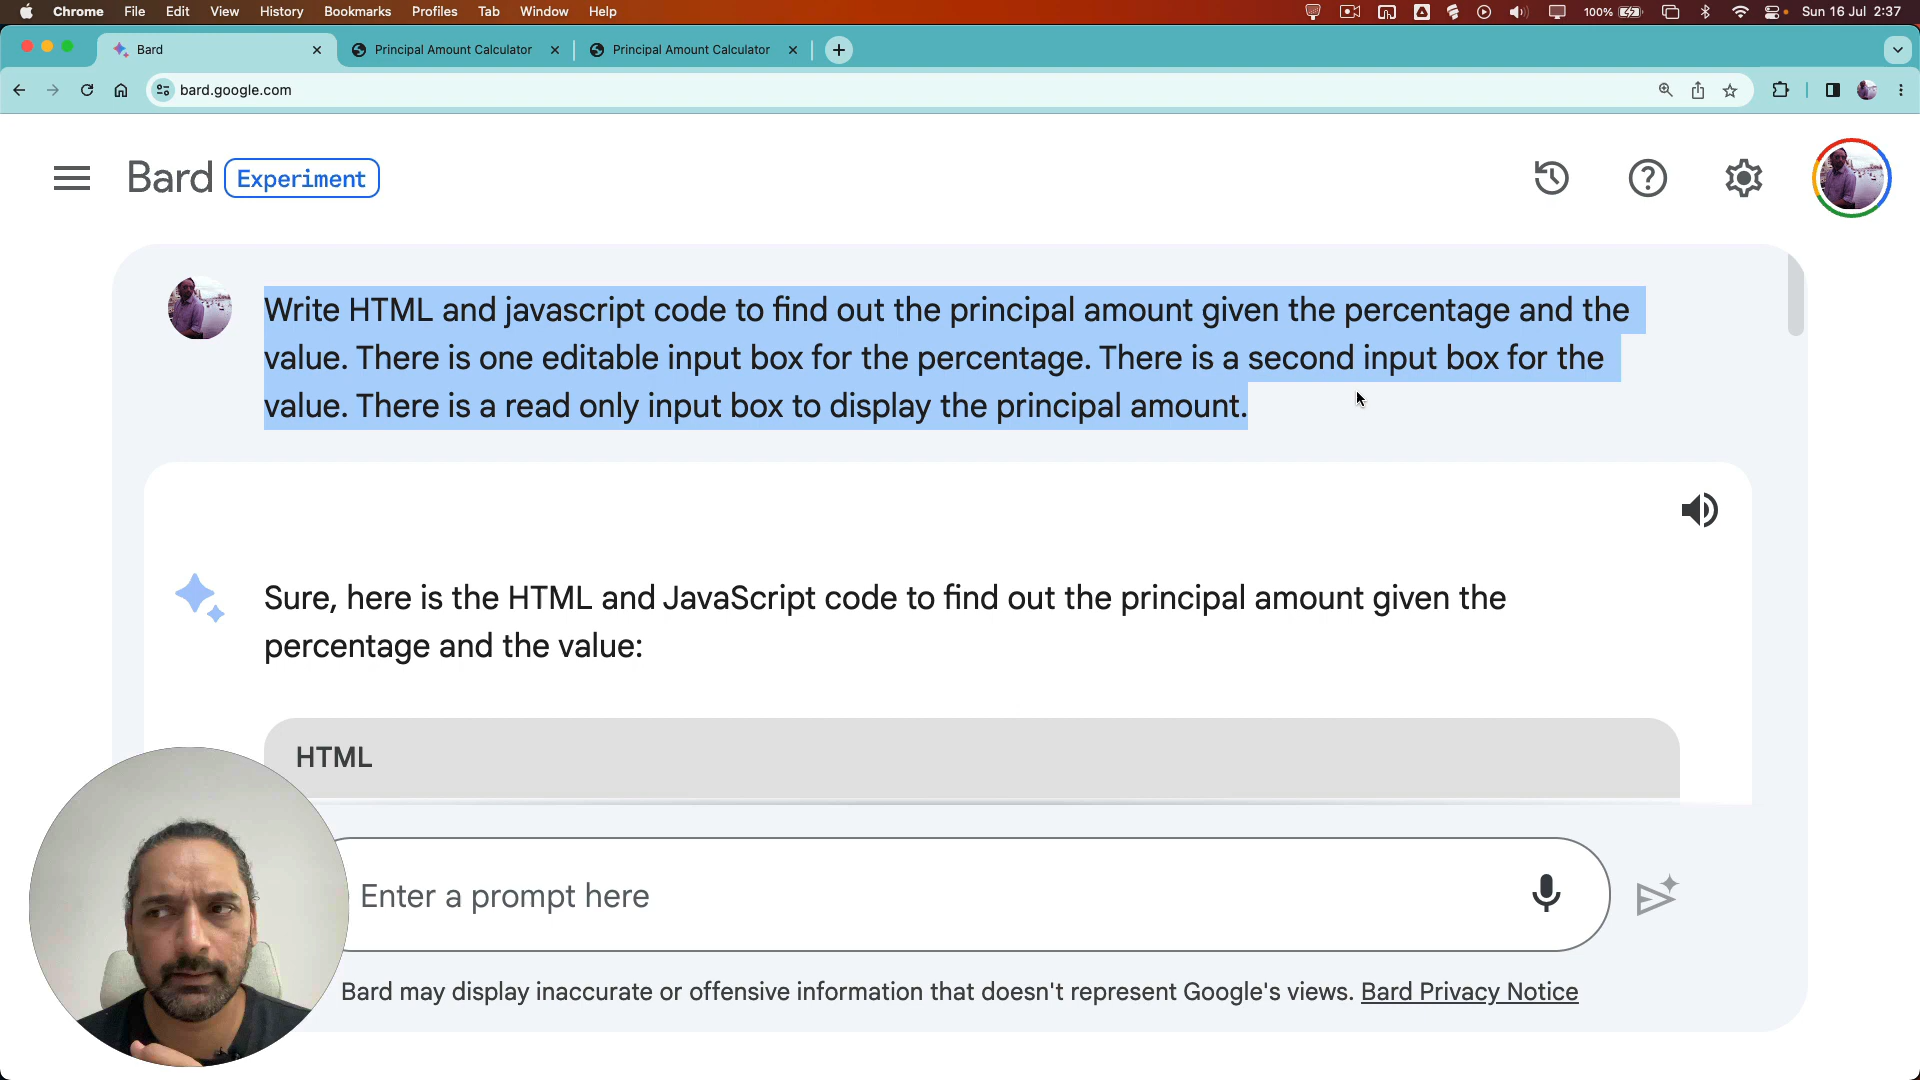 Chrome File Edit View History Bookmarks Profiles Tab Window Help 100% Sun 16 Jul 2:37
Bard Principal Amount Calculator Principal Amount Calculator
bard.google.com
Bard Experiment
Write HTML and javascript code to find out the principal amount given the percentage and the
value. There is one editable input box for the percentage. There is a second input box for the
value. There is a read only input box to display the principal amount.
Sure, here is the HTML and JavaScript code to find out the principal amount given the
percentage and the value:
HTML
Enter a prompt here
Bard may display inaccurate or offensive information that doesn't represent Google's views. Bard Privacy Notice